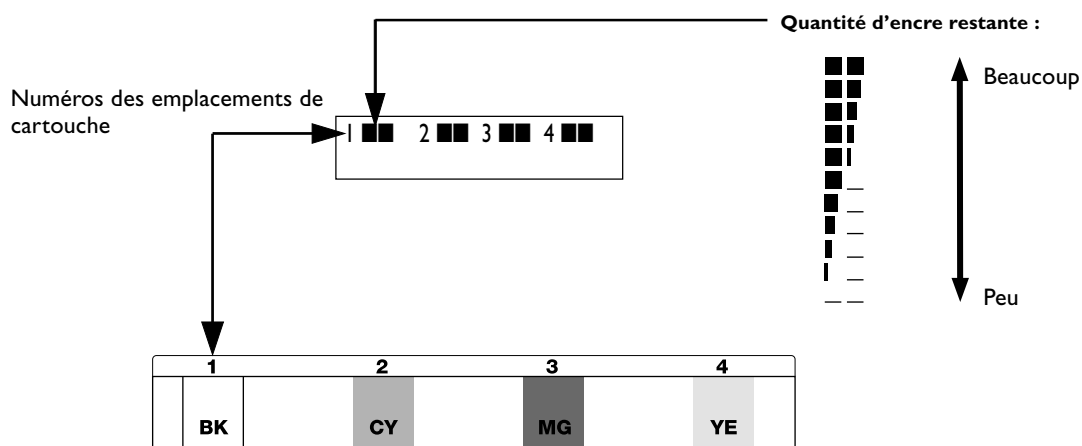 Quantité d’encre restante :
Beaucoup
Numéros des emplacements de
cartouche
1 ■■ 2 ■■ 3 ■■ 4 ■■
Peu
1 2 3 4
BK CY MG YE